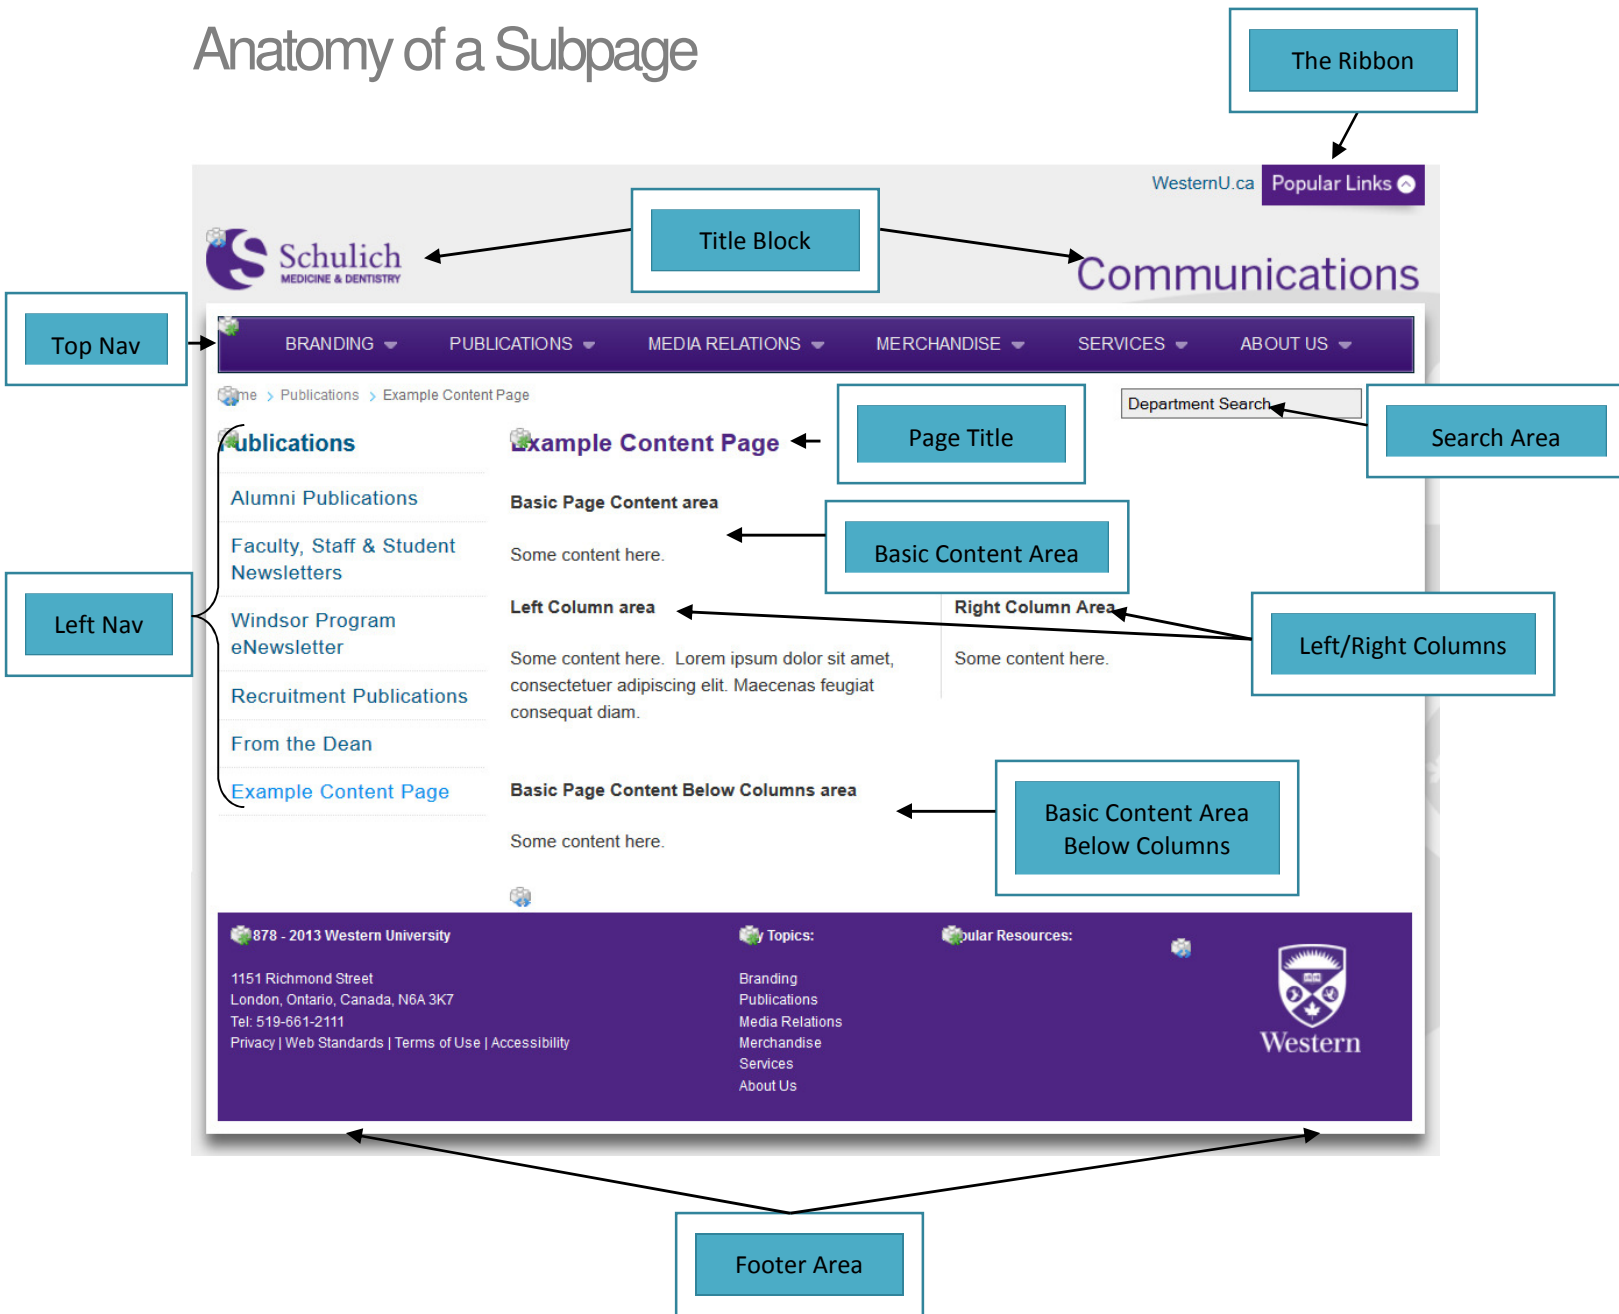 Anatomy of a Subpage
The Ribbon
WesternU.ca Popular Links
Title Block
Schulich
MEDICINE & DENTISTRY
Communications
Top Nav
BRANDING PUBLICATIONS MEDIA RELATIONS MERCHANDISE SERVICES ABOUT US
me > Publications > Example Content Page
Department Search
Search Area
Publications
Alumni Publications
Faculty, Staff & Student
Newsletters
Windsor Program
eNewsletter
Recruitment Publications
From the Dean
Example Content Page
Left Nav
Example Content Page
Page Title
Basic Page Content area
Some content here.
Basic Content Area
Left Column area
Some content here. Lorem ipsum dolor sit amet,
consectetuer adipiscing elit. Maecenas feugiat
consequat diam.
Right Column Area
Some content here.
Left/Right Columns
Basic Page Content Below Columns area
Some content here.
Basic Content Area
Below Columns
878 - 2013 Western University
1151 Richmond Street
London, Ontario, Canada, N6A 3K7
Tel: 519-661-2111
Privacy | Web Standards | Terms of Use | Accessibility
y Topics:
Branding
Publications
Media Relations
Merchandise
Services
About Us
pular Resources:
Western
Footer Area